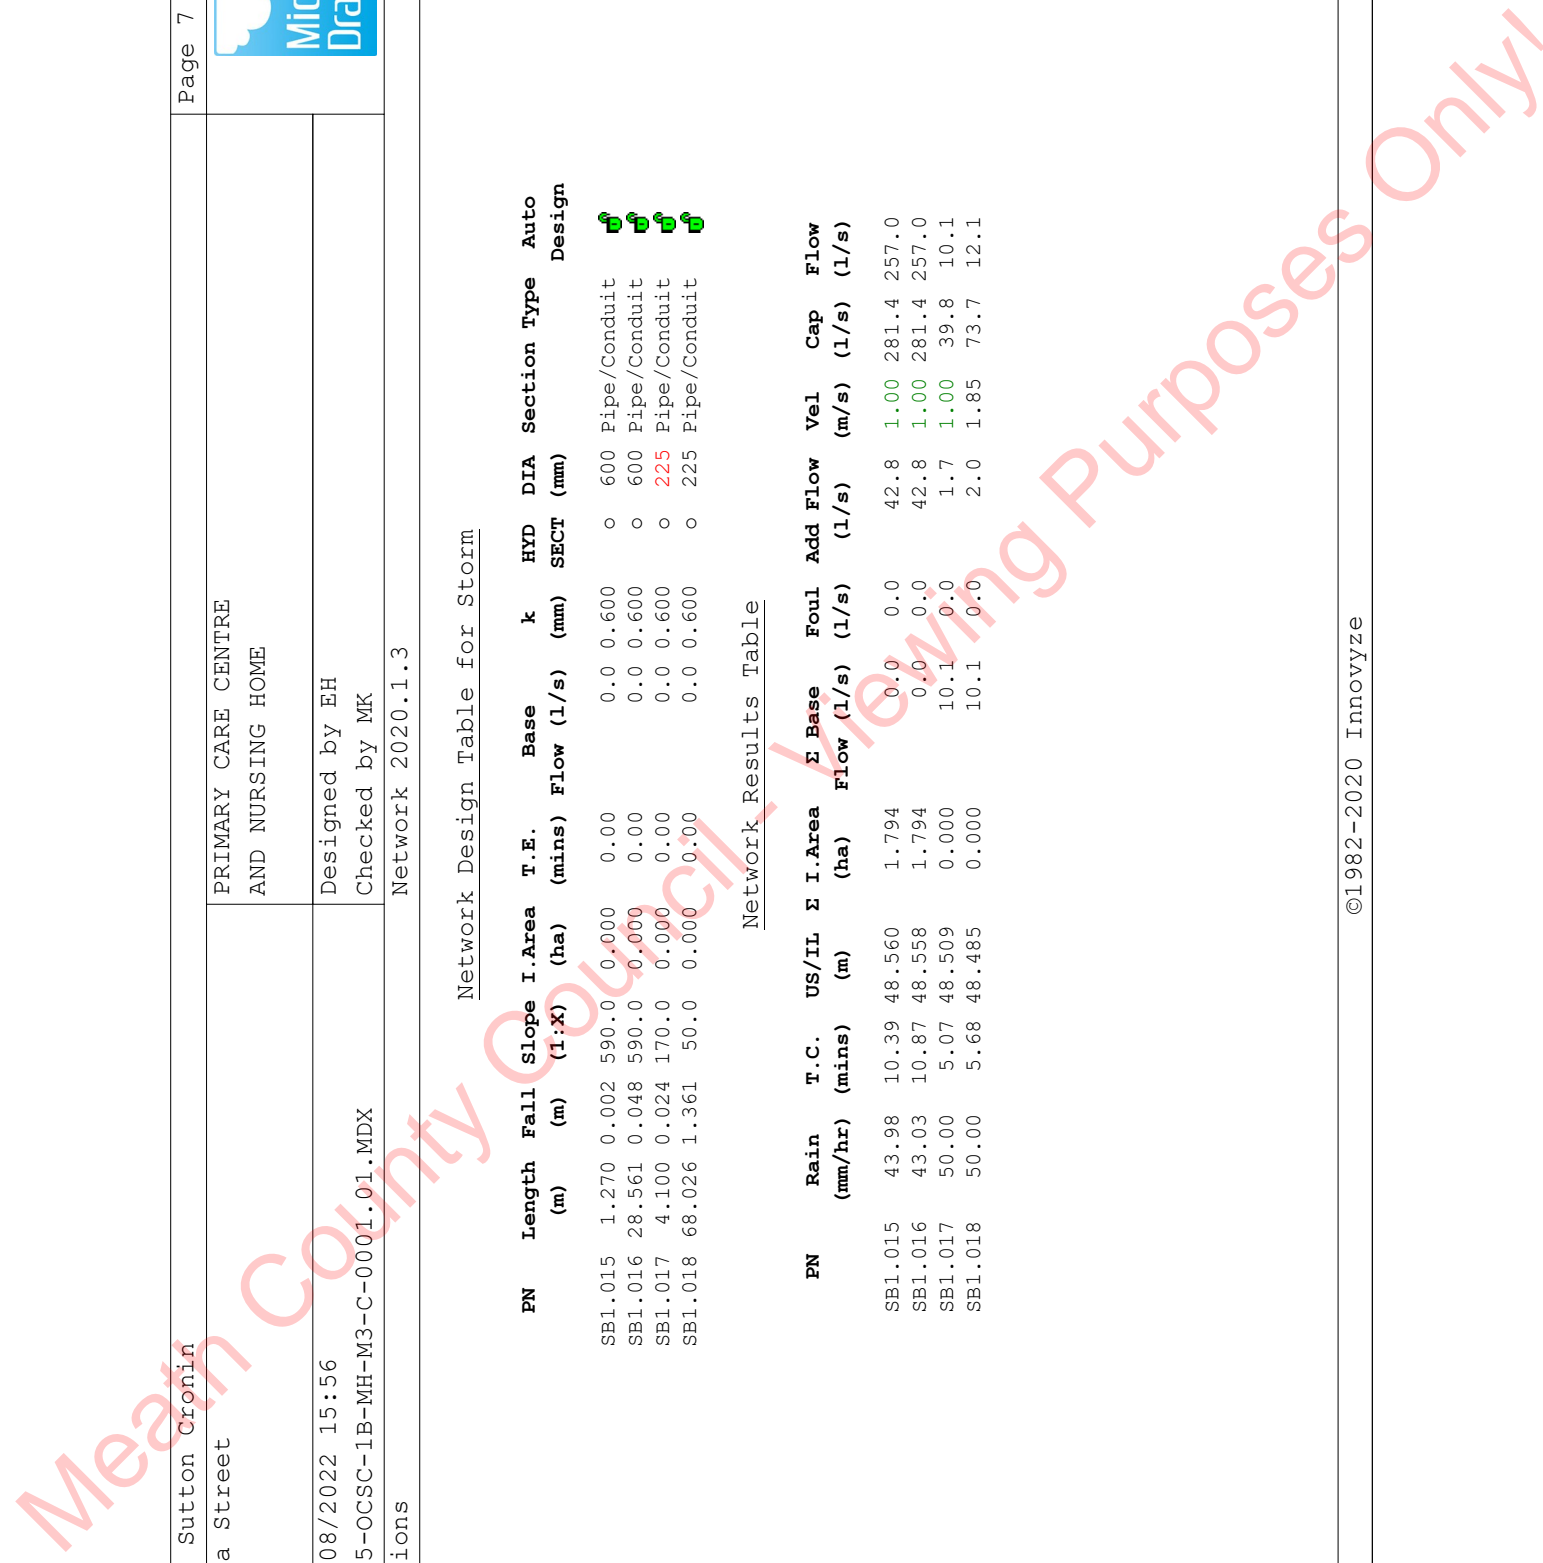 Sutton Cronin Page 7
a Street PRIMARY CARE CENTRE
AND NURSING HOME
08/2022 15:56 Designed by EH
5-OCSC-1B-MH-M3-C-0001.01.MDX Checked by MK
ions Network 2020.1.3
Network Design Table for Storm
PN Length Fall Slope I.Area T.E. Base k HYD DIA Section Type Auto
(m) (m) (1:X) (ha) (mins) Flow (l/s) (mm) SECT (mm) Design
SB1.015 1.270 0.002 590.0 0.000 0.00 0.0 0.600 o 600 Pipe/Conduit
SB1.016 28.561 0.048 590.0 0.000 0.00 0.0 0.600 o 600 Pipe/Conduit
SB1.017 4.100 0.024 170.0 0.000 0.00 0.0 0.600 o 225 Pipe/Conduit
SB1.018 68.026 1.361 50.0 0.000 0.00 0.0 0.600 o 225 Pipe/Conduit
Network Results Table
PN Rain T.C. US/IL Σ I.Area Σ Base Foul Add Flow Vel Cap Flow
(mm/hr) (mins) (m) (ha) Flow (l/s) (l/s) (l/s) (m/s) (l/s) (l/s)
SB1.015 43.98 10.39 48.560 1.794 0.0 0.0 42.8 1.00 281.4 257.0
SB1.016 43.03 10.87 48.558 1.794 0.0 0.0 42.8 1.00 281.4 257.0
SB1.017 50.00 5.07 48.509 0.000 10.1 0.0 1.7 1.00 39.8 10.1
SB1.018 50.00 5.68 48.485 0.000 10.1 0.0 2.0 1.85 73.7 12.1
©1982-2020 Innovyze
Meath County Council - Viewing Purposes Only!